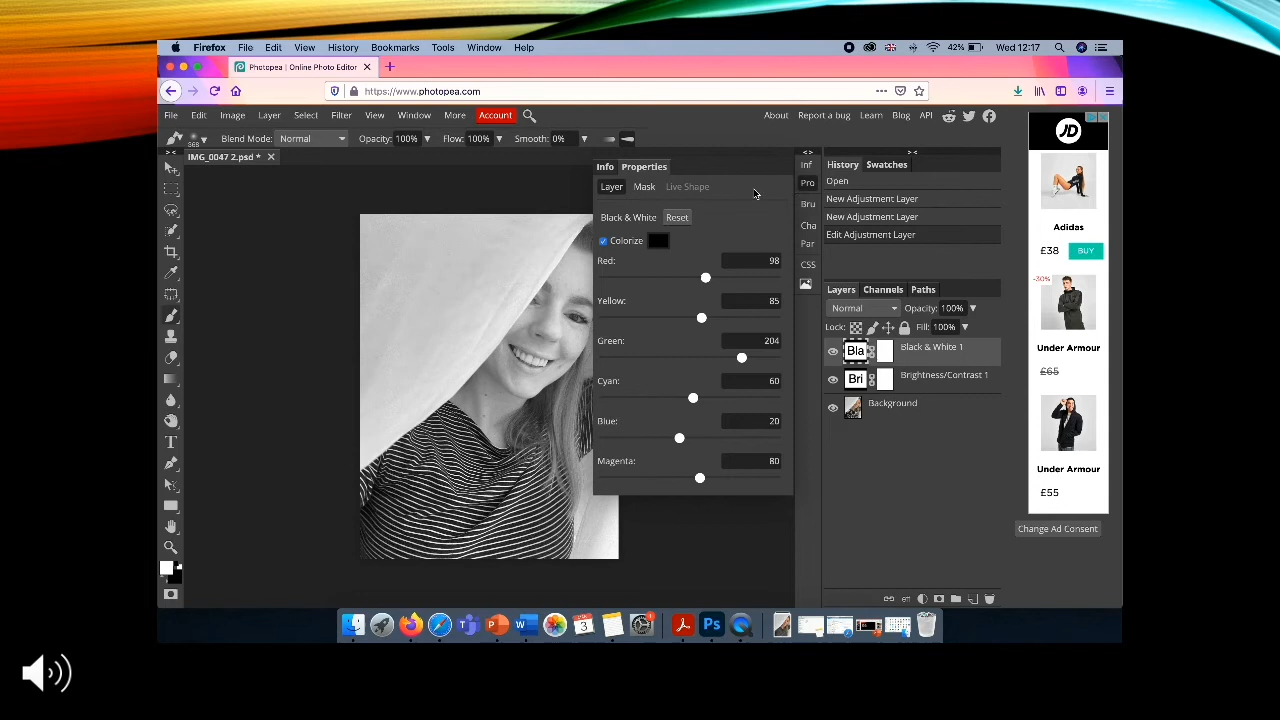 Firefox File Edit View History Bookmarks Tools Window Help 42% Wed 12:17
Photopea | Online Photo Editor
https://www.photopea.com
File Edit Image Layer Select Filter View Window More Account About Report a bug Learn Blog API
568 Blend Mode: Normal Opacity: 100% Flow: 100% Smooth: 0%
IMG_0047 2.psd *
Info Properties
Layer Mask Live Shape
Black & White Reset
Colorize
Red: 98
Yellow: 85
Green: 204
Cyan: 60
Blue: 20
Magenta: 80
Inf
Pro
Bru
Cha
Par
CSS
History Swatches
Open
New Adjustment Layer
New Adjustment Layer
Edit Adjustment Layer
Layers Channels Paths
Normal Opacity: 100%
Lock: Fill: 100%
Bla Black & White 1
Bri Brightness/Contrast 1
Background
eff
JD
Adidas
£38 BUY
-30%
Under Armour
£65
Under Armour
£55
Change Ad Consent
T
3
Ps